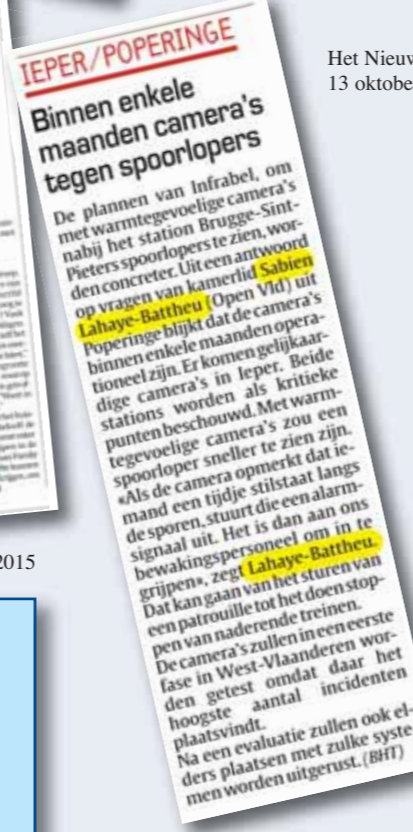 IEPER/POPERINGE
Binnen enkele
maanden camera's
tegen spoorlopers
De plannen van Infrabel, om
met warmtegevoelige camera's
nabij het station Brugge-Sint-
Pieters spoorlopers te zien, wor-
den concreter. Uit een antwoord
op vragen van kamerlid Sabien
Lahaye-Battheu (Open Vld) uit
Poperinge blijkt dat de camera's
binnen enkele maanden opera-
tioneel zijn. Er komen gelijkaar-
dige camera's in Ieper. Beide
stations worden als kritieke
punten beschouwd. Met warm-
tegevoelige camera's zou een
spoorloper sneller te zien zijn.
«Als de camera opmerkt dat ie-
mand een tijdje stilstaat langs
de sporen, stuurt die een alarm-
signaal uit. Het is dan aan ons
bewakingspersoneel om in te
grijpen», zegt Lahaye-Battheu.
Dat kan gaan van het sturen van
een patrouille tot het doen stop-
pen van naderende treinen.
De camera's zullen in een eerste
fase in West-Vlaanderen wor-
den getest omdat daar het
hoogste aantal incidenten
plaatsvindt.
Na een evaluatie zullen ook el-
ders plaatsen met zulke syste-
men worden uitgerust. (BHT)
Het Nieuw
13 oktobe
2015